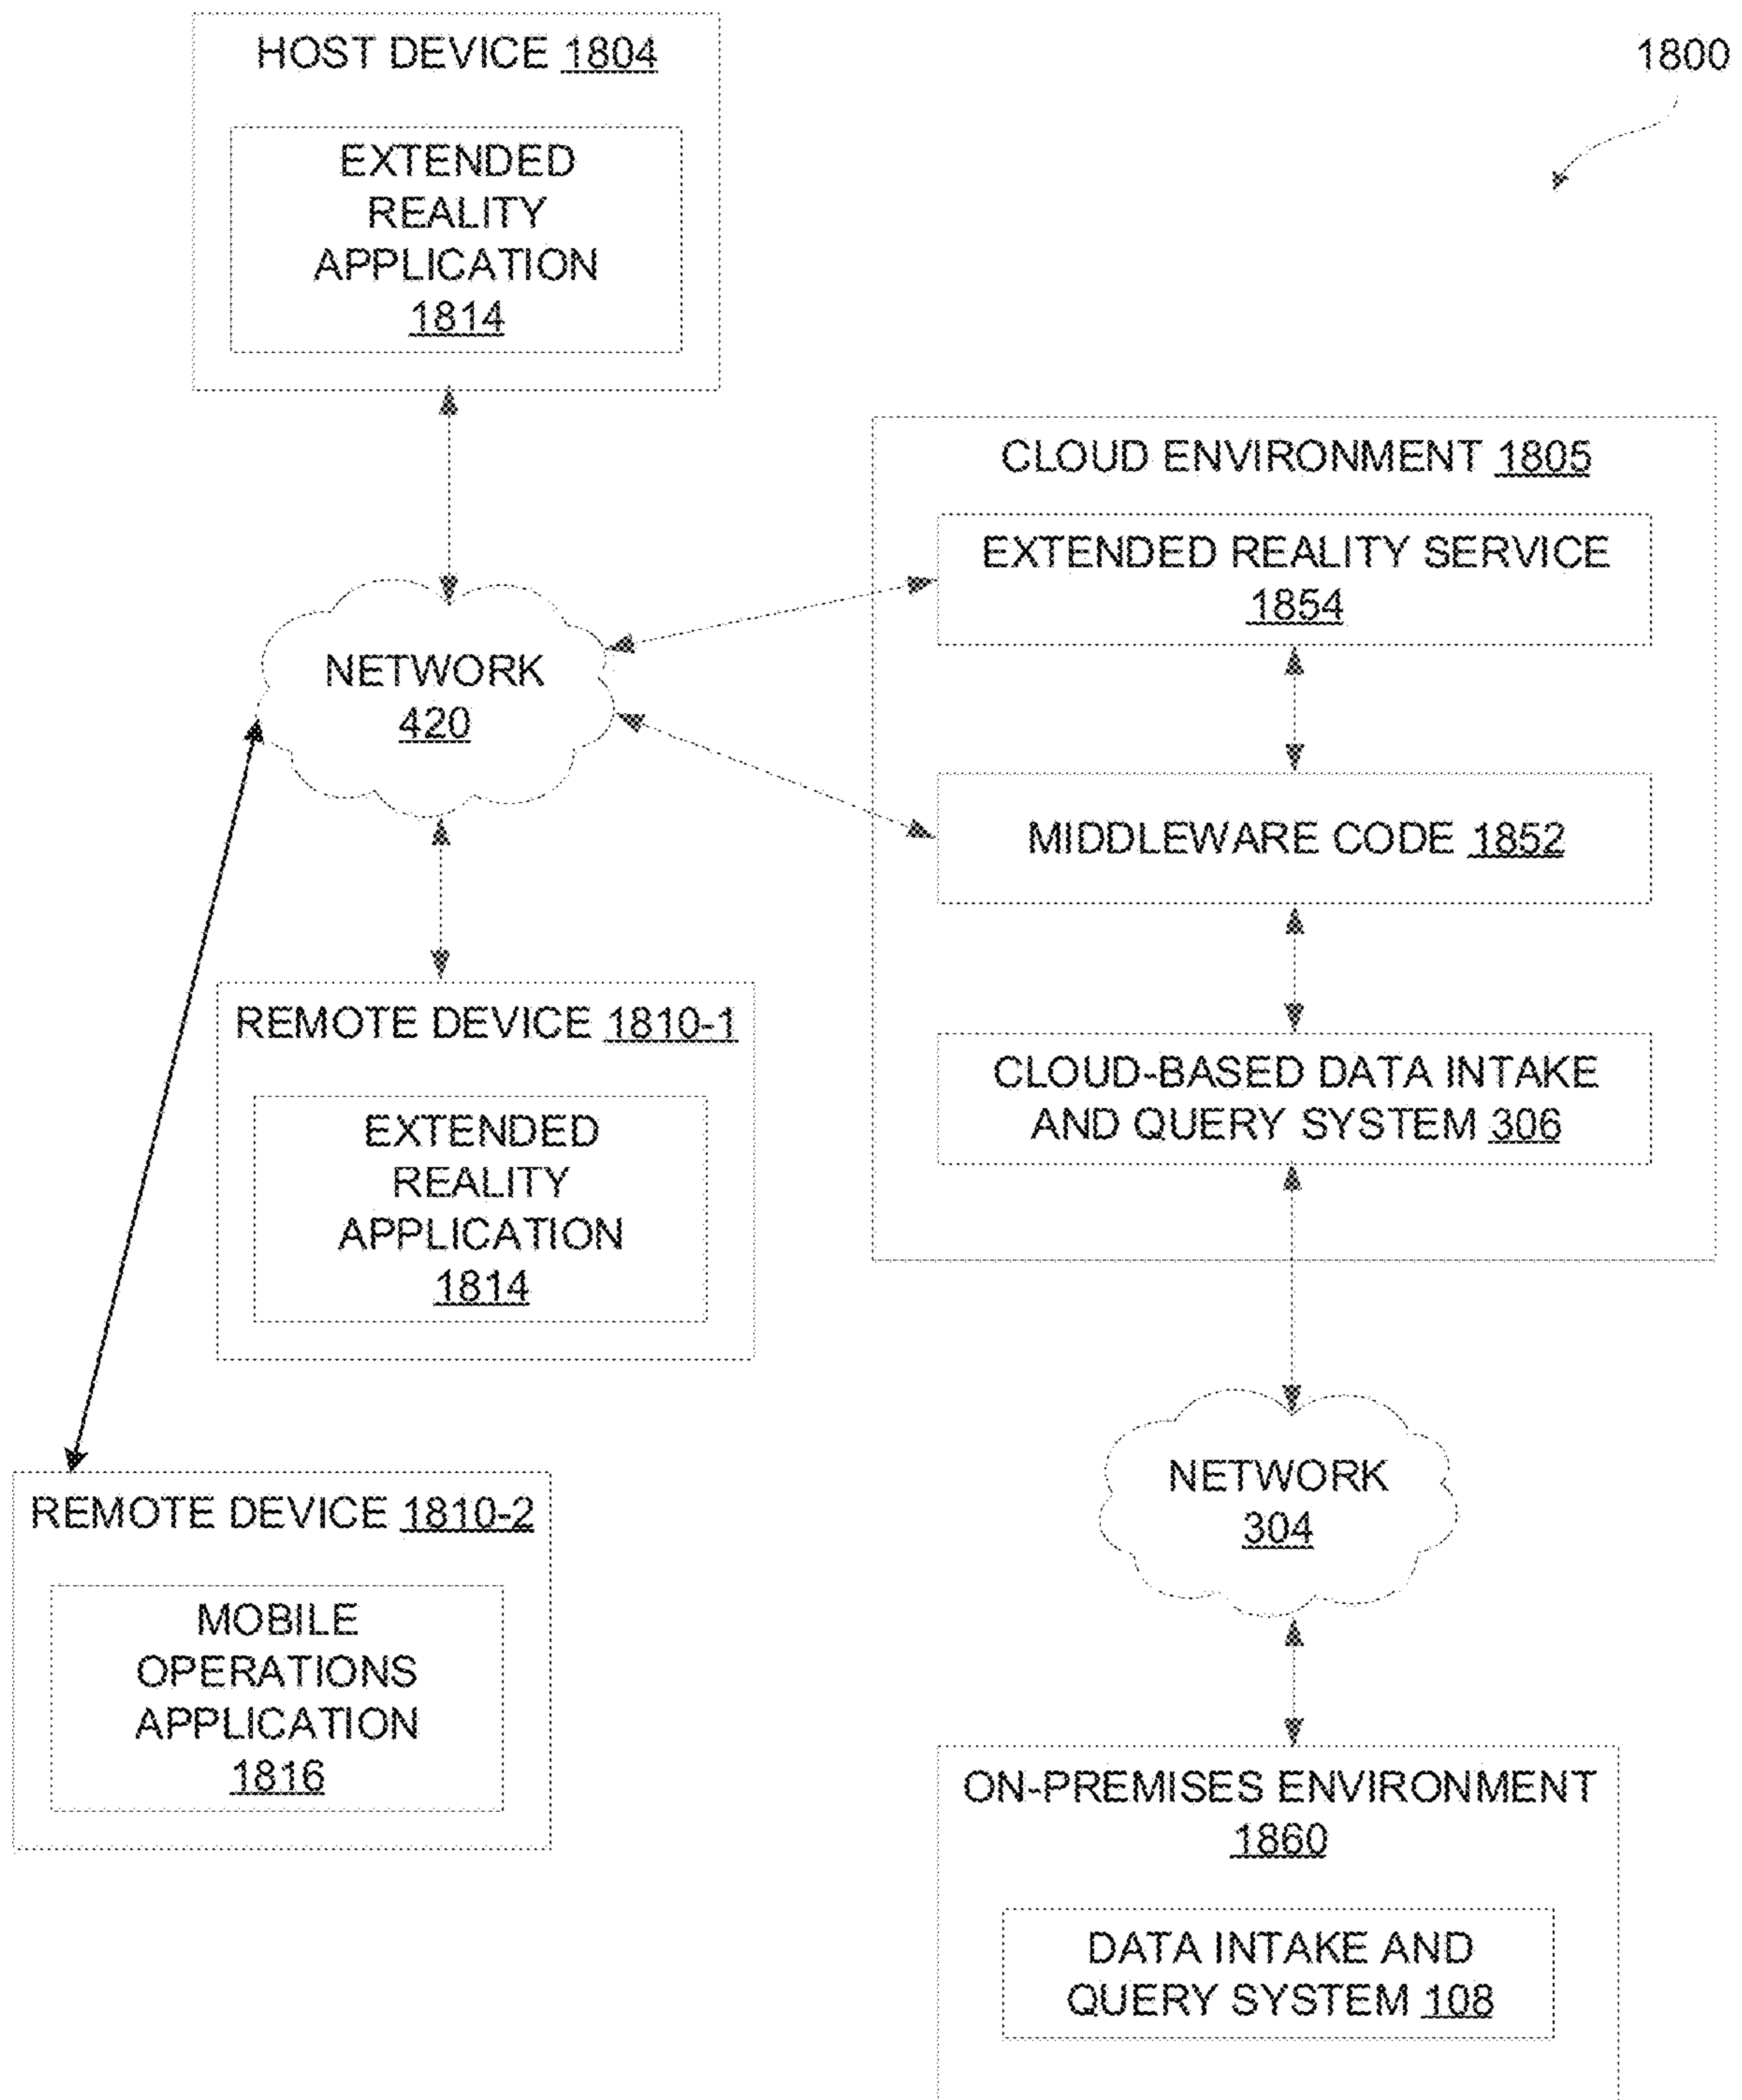 HOST DEVICE 1804
1800
EXTENDED
REALITY
APPLICATION
1814
CLOUD ENVIRONMENT 1805
EXTENDED REALITY SERVICE
1854
NETWORK
420
MIDDLEWARE CODE 1852
REMOTE DEVICE 1810-1
EXTENDED
REALITY
APPLICATION
1814
CLOUD-BASED DATA INTAKE
AND QUERY SYSTEM 306
NETWORK
304
REMOTE DEVICE 1810-2
MOBILE
OPERATIONS
APPLICATION
1816
ON-PREMISES ENVIRONMENT
1860
DATA INTAKE AND
QUERY SYSTEM 108